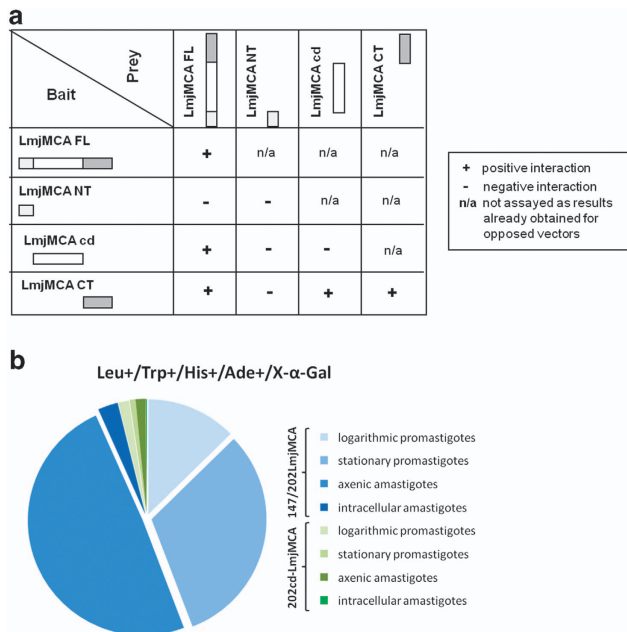 a
Prey
Bait
LmjMCA FL
LmjMCA NT
LmjMCA cd
LmjMCA CT
LmjMCA FL
+ n/a n/a n/a
LmjMCA NT
- - n/a n/a
LmjMCA cd
+ - - n/a
LmjMCA CT
+ - + +
+ positive interaction
- negative interaction
n/a not assayed as results
already obtained for
opposed vectors
b
Leu+/Trp+/His+/Ade+/X-α-Gal
147/202LmjMCA
logarithmic promastigotes
stationary promastigotes
axenic amastigotes
intracellular amastigotes
202cd-LmjMCA
logarithmic promastigotes
stationary promastigotes
axenic amastigotes
intracellular amastigotes